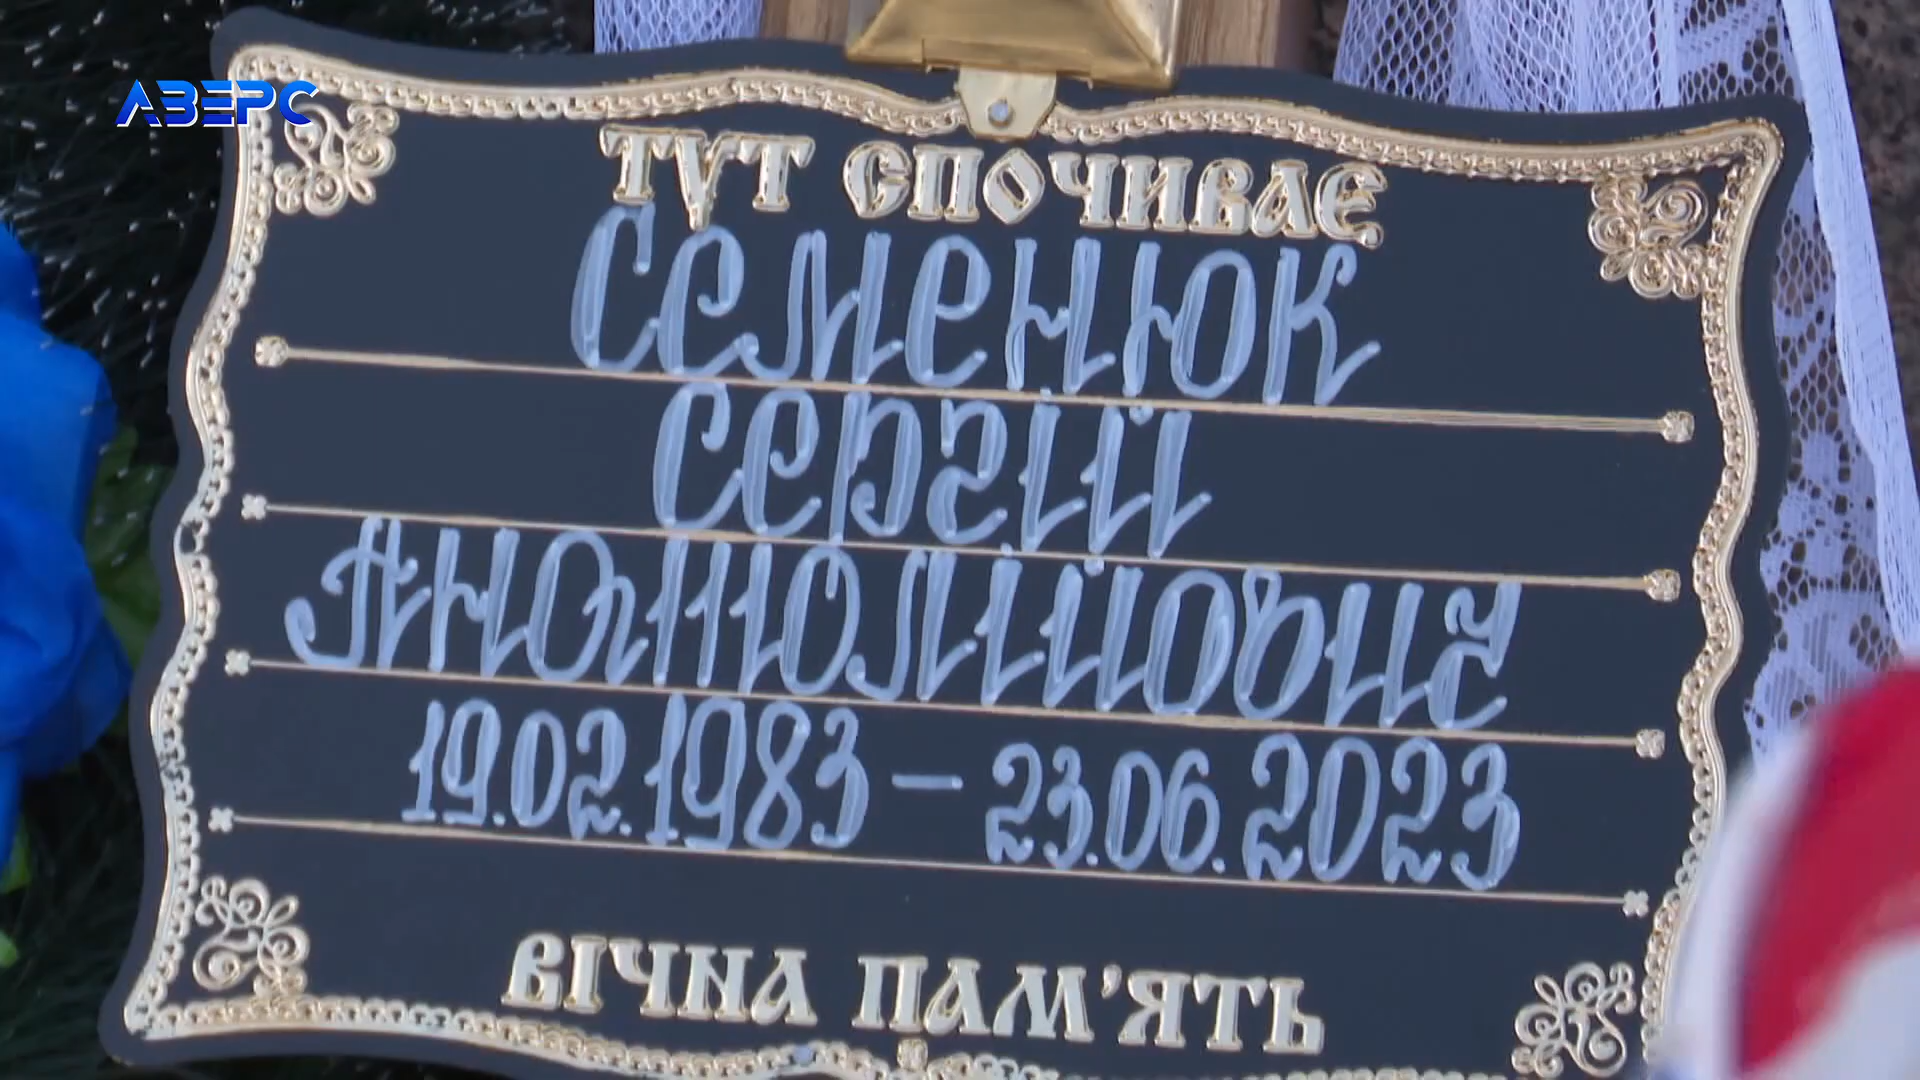 АВЕРС
ТУТ СПОЧИВАЄ
Семенюк
Сергій
Анатолійович
19.02.1983 – 23.06.2023
ВІЧНА ПАМ'ЯТЬ